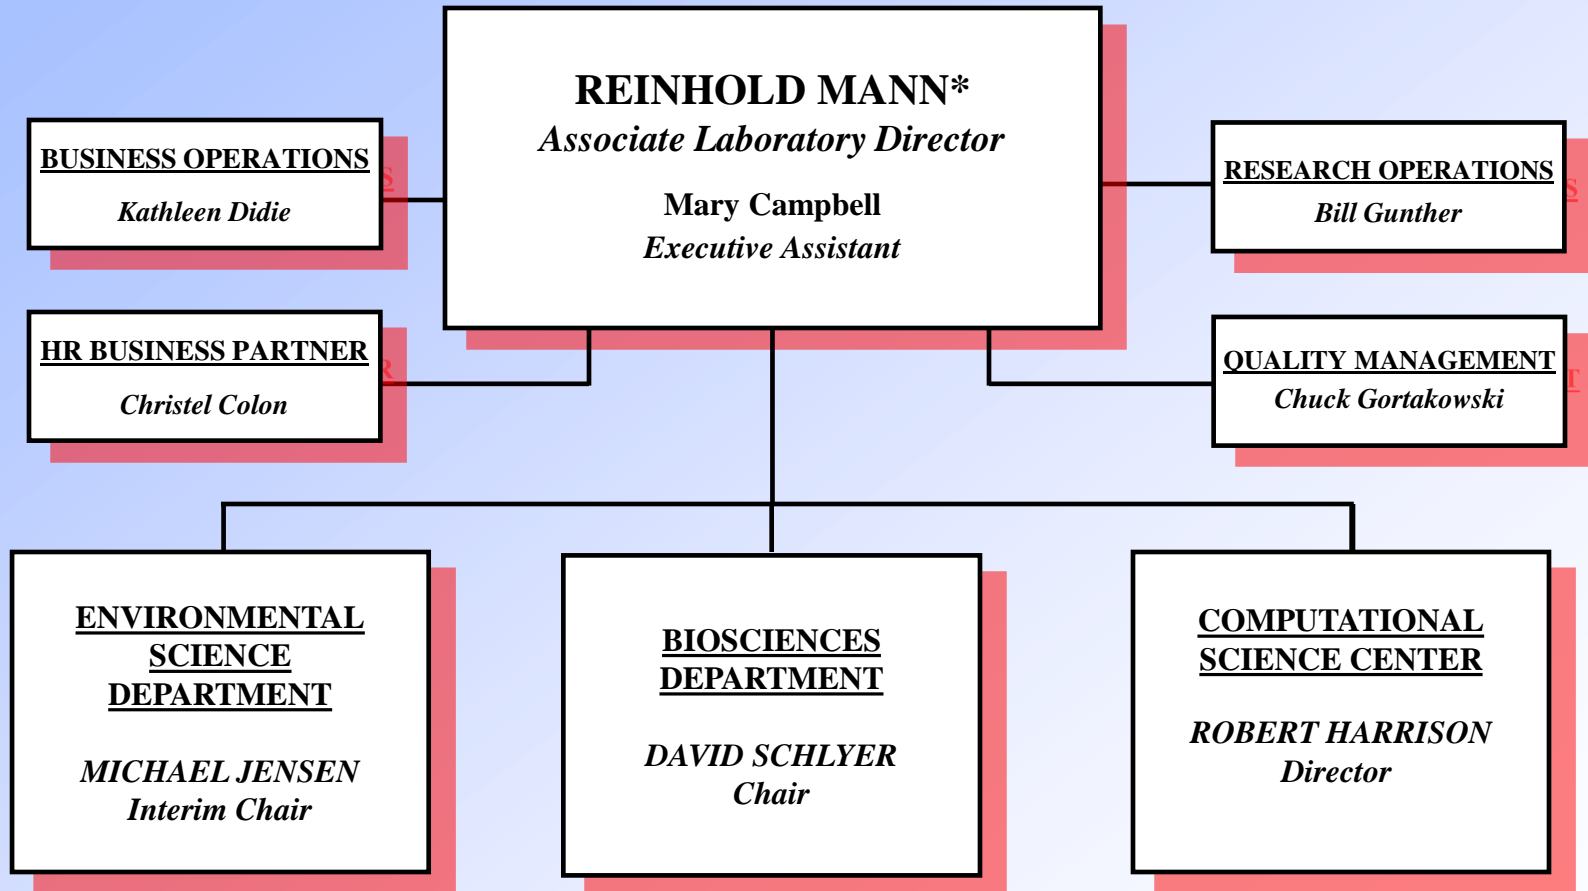 REINHOLD MANN*
Associate Laboratory Director
Mary Campbell
Executive Assistant
BUSINESS OPERATIONS
Kathleen Didie
RESEARCH OPERATIONS
Bill Gunther
HR BUSINESS PARTNER
Christel Colon
QUALITY MANAGEMENT
Chuck Gortakowski
ENVIRONMENTAL
SCIENCE
DEPARTMENT
MICHAEL JENSEN
Interim Chair
BIOSCIENCES
DEPARTMENT
DAVID SCHLYER
Chair
COMPUTATIONAL
SCIENCE CENTER
ROBERT HARRISON
Director